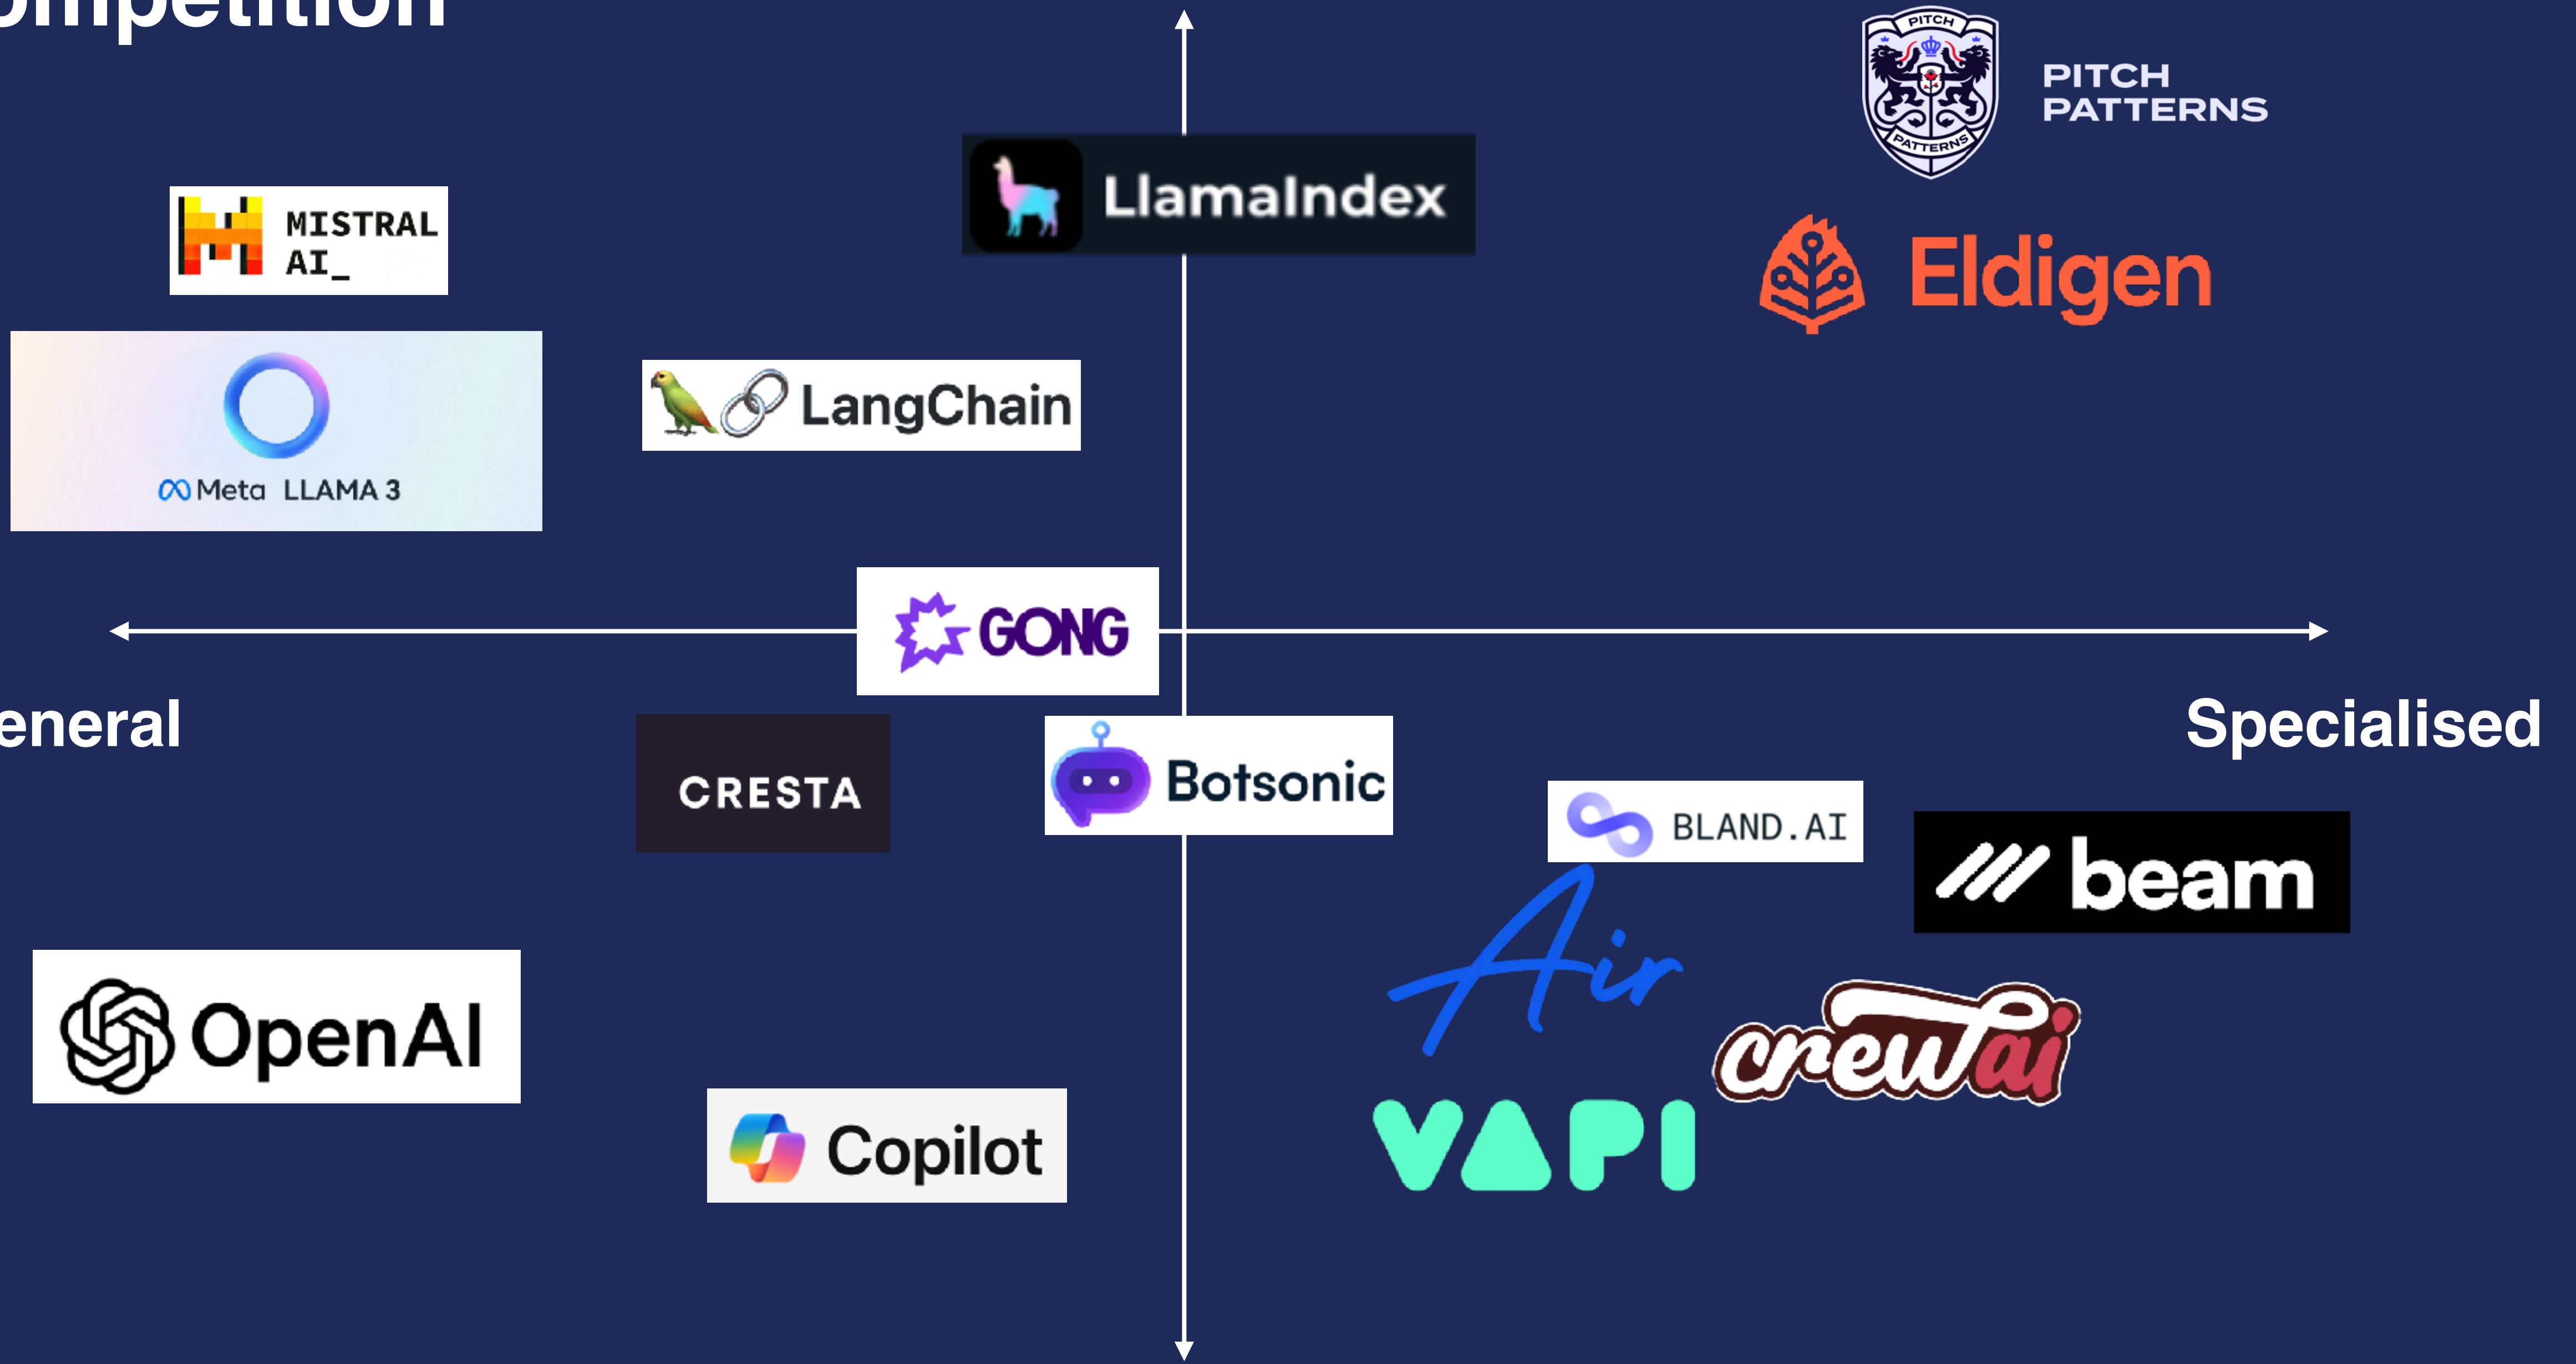 ompetition
PITCH
PATTERNS
PITCH
PATTERNS
LlamaIndex
MISTRAL
AI_
Eldigen
LangChain
Meta LLAMA 3
GONG
eneral
Specialised
CRESTA
Botsonic
BLAND.AI
beam
Air
OpenAI
crewai
Copilot
VAPI